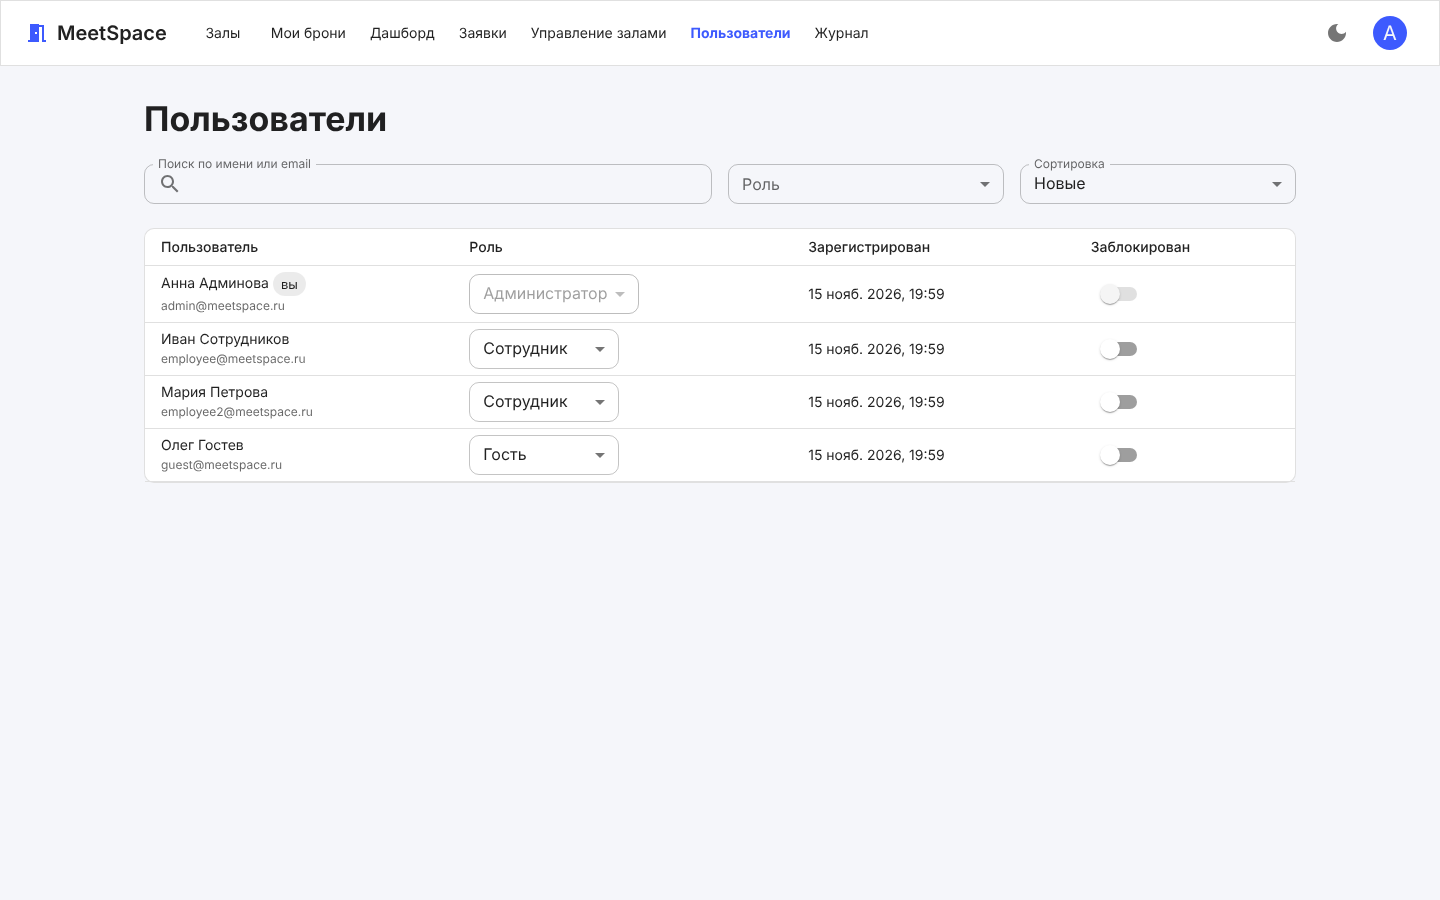 MeetSpace Залы Мои брони Дашборд Заявки Управление залами Пользователи Журнал A
Пользователи
Поиск по имени или email
Роль
Сортировка
Новые
Пользователь Роль Зарегистрирован Заблокирован
Анна Админова вы
admin@meetspace.ru
Администратор
15 нояб. 2026, 19:59
Иван Сотрудников
employee@meetspace.ru
Сотрудник
15 нояб. 2026, 19:59
Мария Петрова
employee2@meetspace.ru
Сотрудник
15 нояб. 2026, 19:59
Олег Гостев
guest@meetspace.ru
Гость
15 нояб. 2026, 19:59